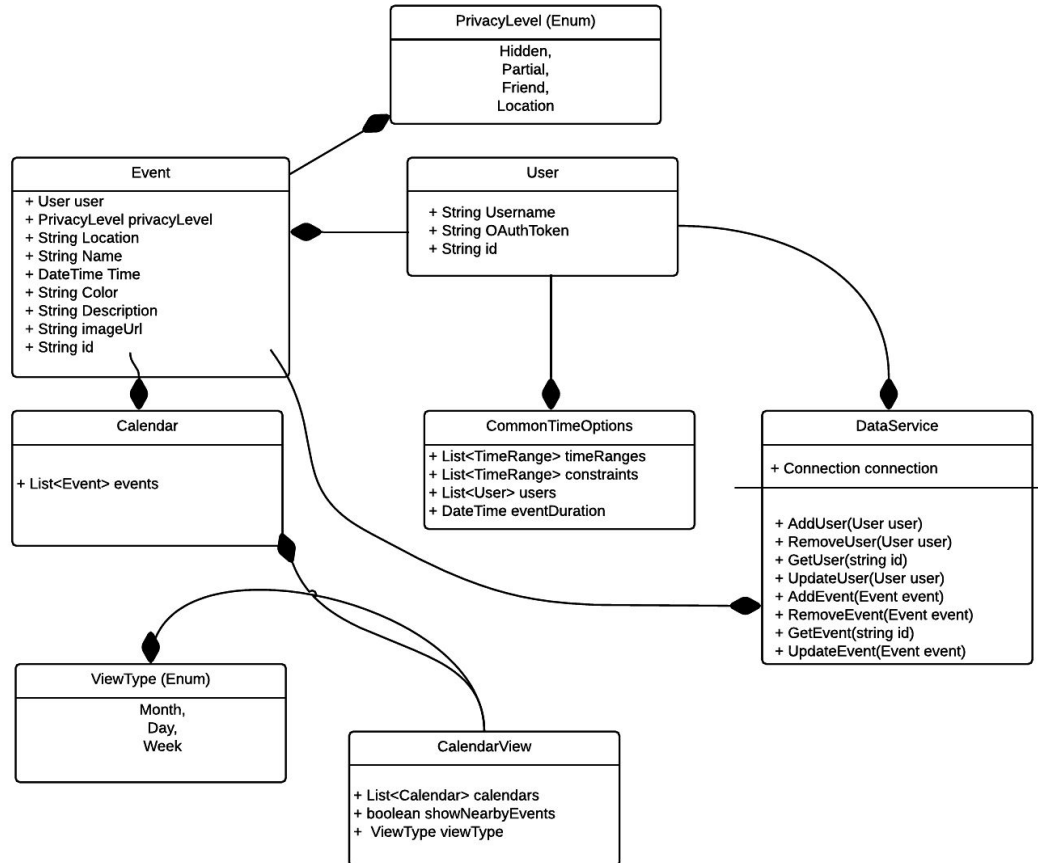 PrivacyLevel (Enum)
Hidden,
Partial,
Friend,
Location
Event
+ User user
+ PrivacyLevel privacyLevel
+ String Location
+ String Name
+ DateTime Time
+ String Color
+ String Description
+ String imageUrl
+ String id
User
+ String Username
+ String OAuthToken
+ String id
Calendar
+ List<Event> events
CommonTimeOptions
+ List<TimeRange> timeRanges
+ List<TimeRange> constraints
+ List<User> users
+ DateTime eventDuration
DataService
+ Connection connection
+ AddUser(User user)
+ RemoveUser(User user)
+ GetUser(string id)
+ UpdateUser(User user)
+ AddEvent(Event event)
+ RemoveEvent(Event event)
+ GetEvent(string id)
+ UpdateEvent(Event event)
ViewType (Enum)
Month,
Day,
Week
CalendarView
+ List<Calendar> calendars
+ boolean showNearbyEvents
+ ViewType viewType